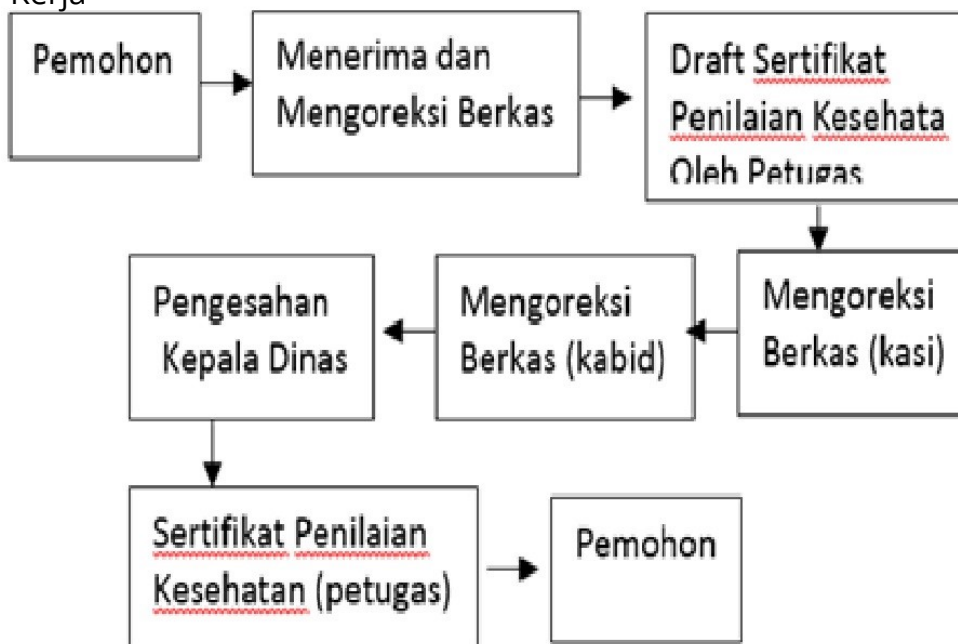 Kerja
Pemohon
Menerima dan
Mengoreksi Berkas
Draft Sertifikat
Penilaian Kesehata
Oleh Petugas
Mengoreksi
Berkas (kasi)
Mengoreksi
Berkas (kabid)
Pengesahan
Kepala Dinas
Sertifikat Penilaian
Kesehatan (petugas)
Pemohon